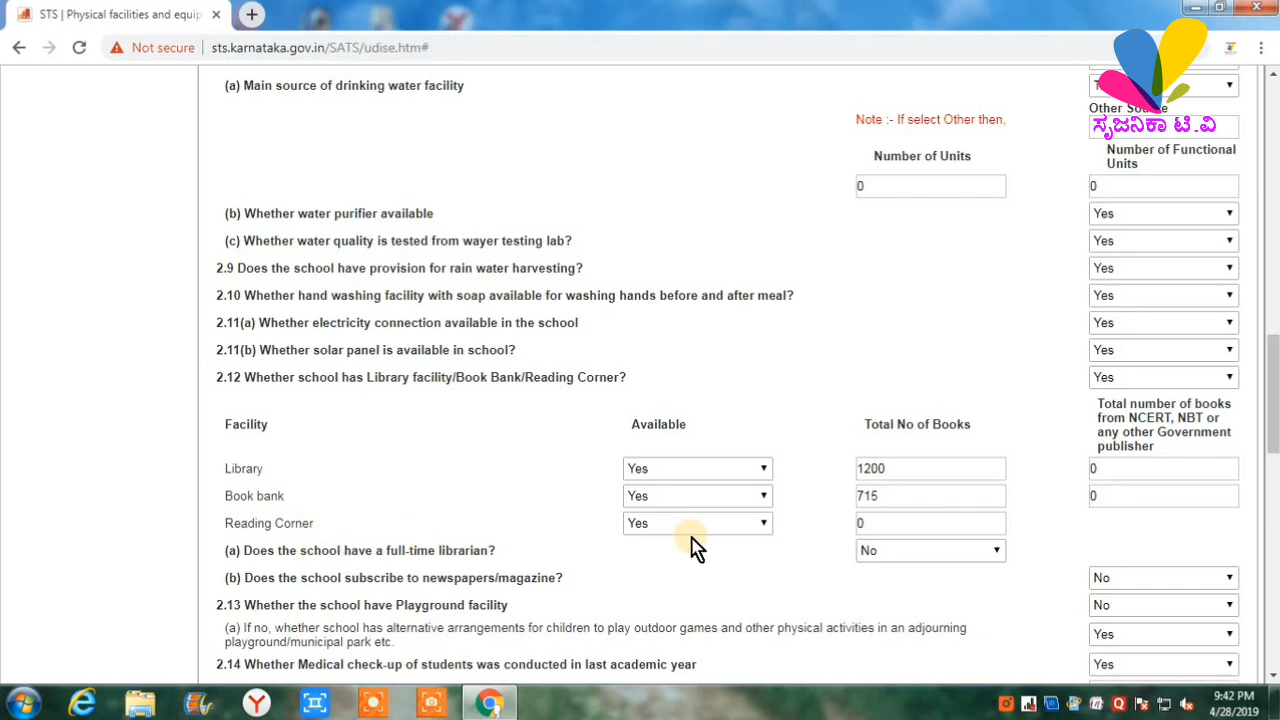 STS | Physical facilities and equip
Not secure sts.karnataka.gov.in/SATS/udise.htm#
ಸೃಜನಿಕಾ ಟಿ.ವಿ
(a) Main source of drinking water facility
Other Source
Note :- If select Other then,
Number of Units
Number of Functional
Units
0 0
(b) Whether water purifier available Yes
(c) Whether water quality is tested from wayer testing lab? Yes
2.9 Does the school have provision for rain water harvesting? Yes
2.10 Whether hand washing facility with soap available for washing hands before and after meal? Yes
2.11(a) Whether electricity connection available in the school Yes
2.11(b) Whether solar panel is available in school? Yes
2.12 Whether school has Library facility/Book Bank/Reading Corner? Yes
Facility Available Total No of Books
Total number of books
from NCERT, NBT or
any other Government
publisher
Library Yes 1200 0
Book bank Yes 715 0
Reading Corner Yes 0
(a) Does the school have a full-time librarian? No
(b) Does the school subscribe to newspapers/magazine? No
2.13 Whether the school have Playground facility No
(a) If no, whether school has alternative arrangements for children to play outdoor games and other physical activities in an adjourning
playground/municipal park etc. Yes
2.14 Whether Medical check-up of students was conducted in last academic year Yes
9:42 PM
4/28/2019